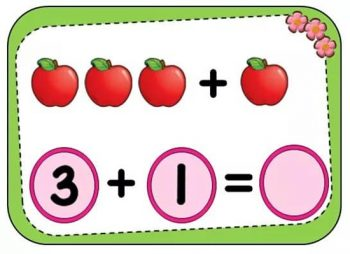 +
3 + 1 =